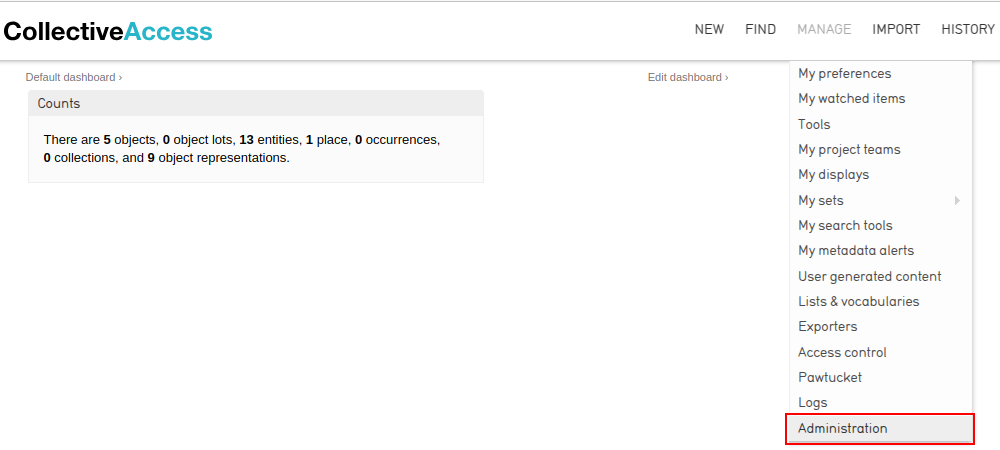 CollectiveAccess
NEW FIND MANAGE IMPORT HISTORY
Default dashboard ›
Edit dashboard ›
Counts
There are 5 objects, 0 object lots, 13 entities, 1 place, 0 occurrences,
0 collections, and 9 object representations.
My preferences
My watched items
Tools
My project teams
My displays
My sets
My search tools
My metadata alerts
User generated content
Lists & vocabularies
Exporters
Access control
Pawtucket
Logs
Administration